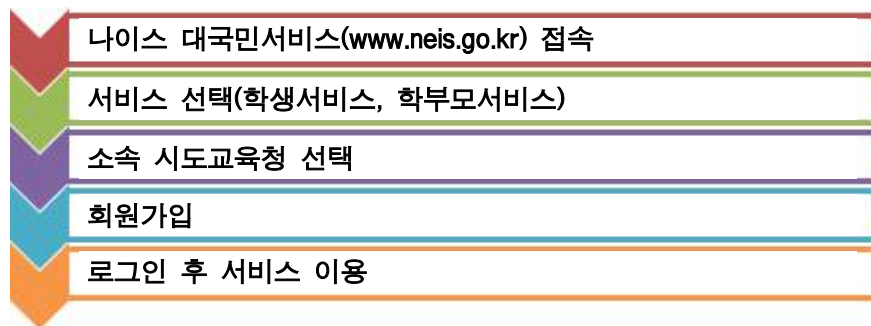 나이스 대국민서비스(www.neis.go.kr) 접속
서비스 선택(학생서비스, 학부모서비스)
소속 시도교육청 선택
회원가입
로그인 후 서비스 이용